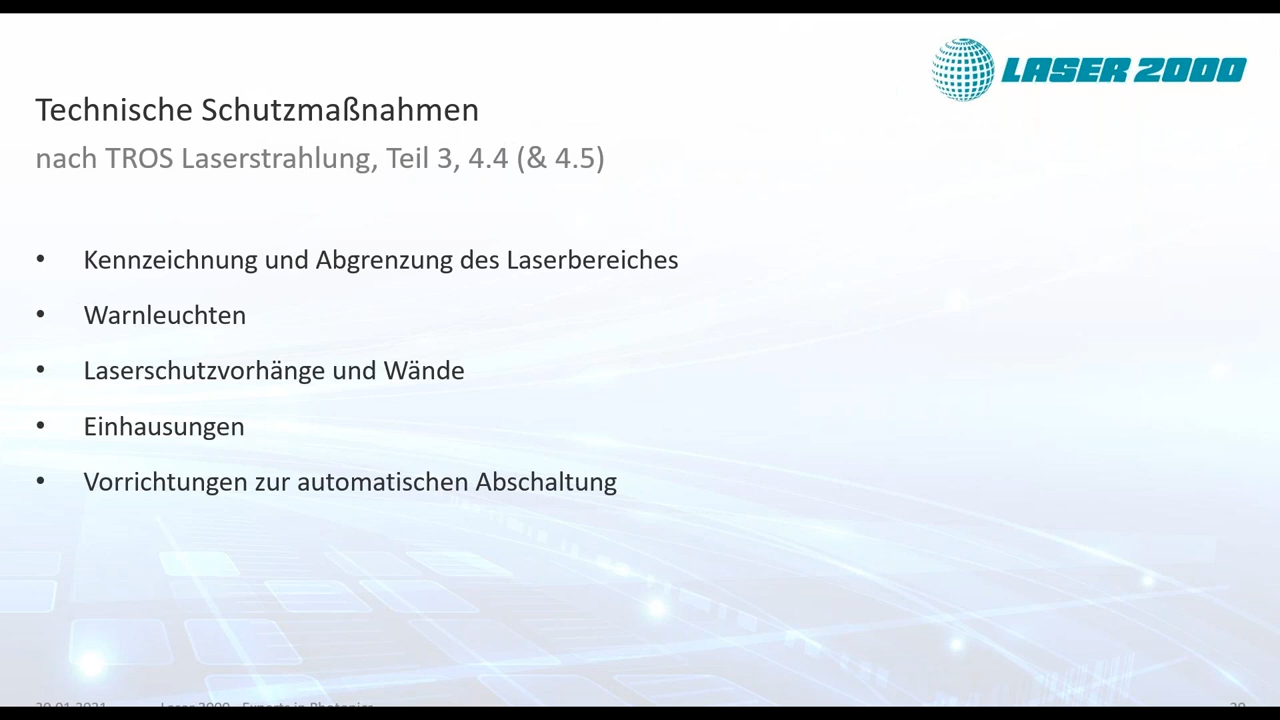 LASER 2000
Technische Schutzmaßnahmen
nach TROS Laserstrahlung, Teil 3, 4.4 (& 4.5)
• Kennzeichnung und Abgrenzung des Laserbereiches
• Warnleuchten
• Laserschutzvorhänge und Wände
• Einhausungen
• Vorrichtungen zur automatischen Abschaltung